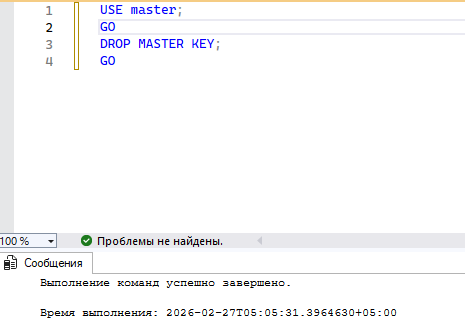 1 USE master;
2 GO
3 DROP MASTER KEY;
4 GO
100 % Проблемы не найдены.
Сообщения
Выполнение команд успешно завершено.
Время выполнения: 2026-02-27T05:05:31.3964630+05:00